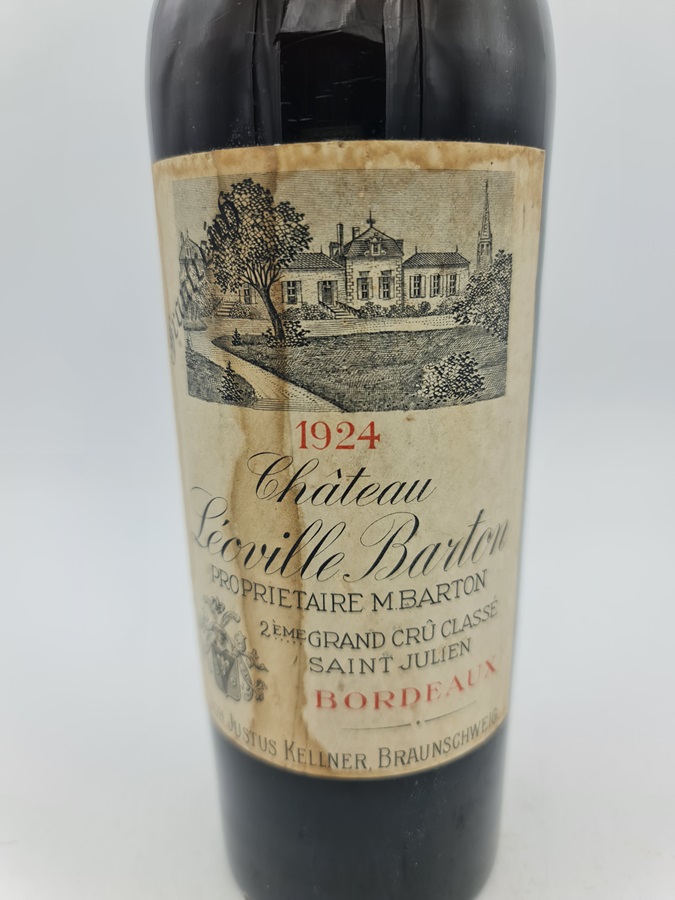 1924
Château
Léoville Barton
PROPRIETAIRE M. BARTON
2ÈME GRAND CRÛ CLASSÉ
SAINT JULIEN
BORDEAUX
JUSTUS KELLNER, BRAUNSCHWEIG